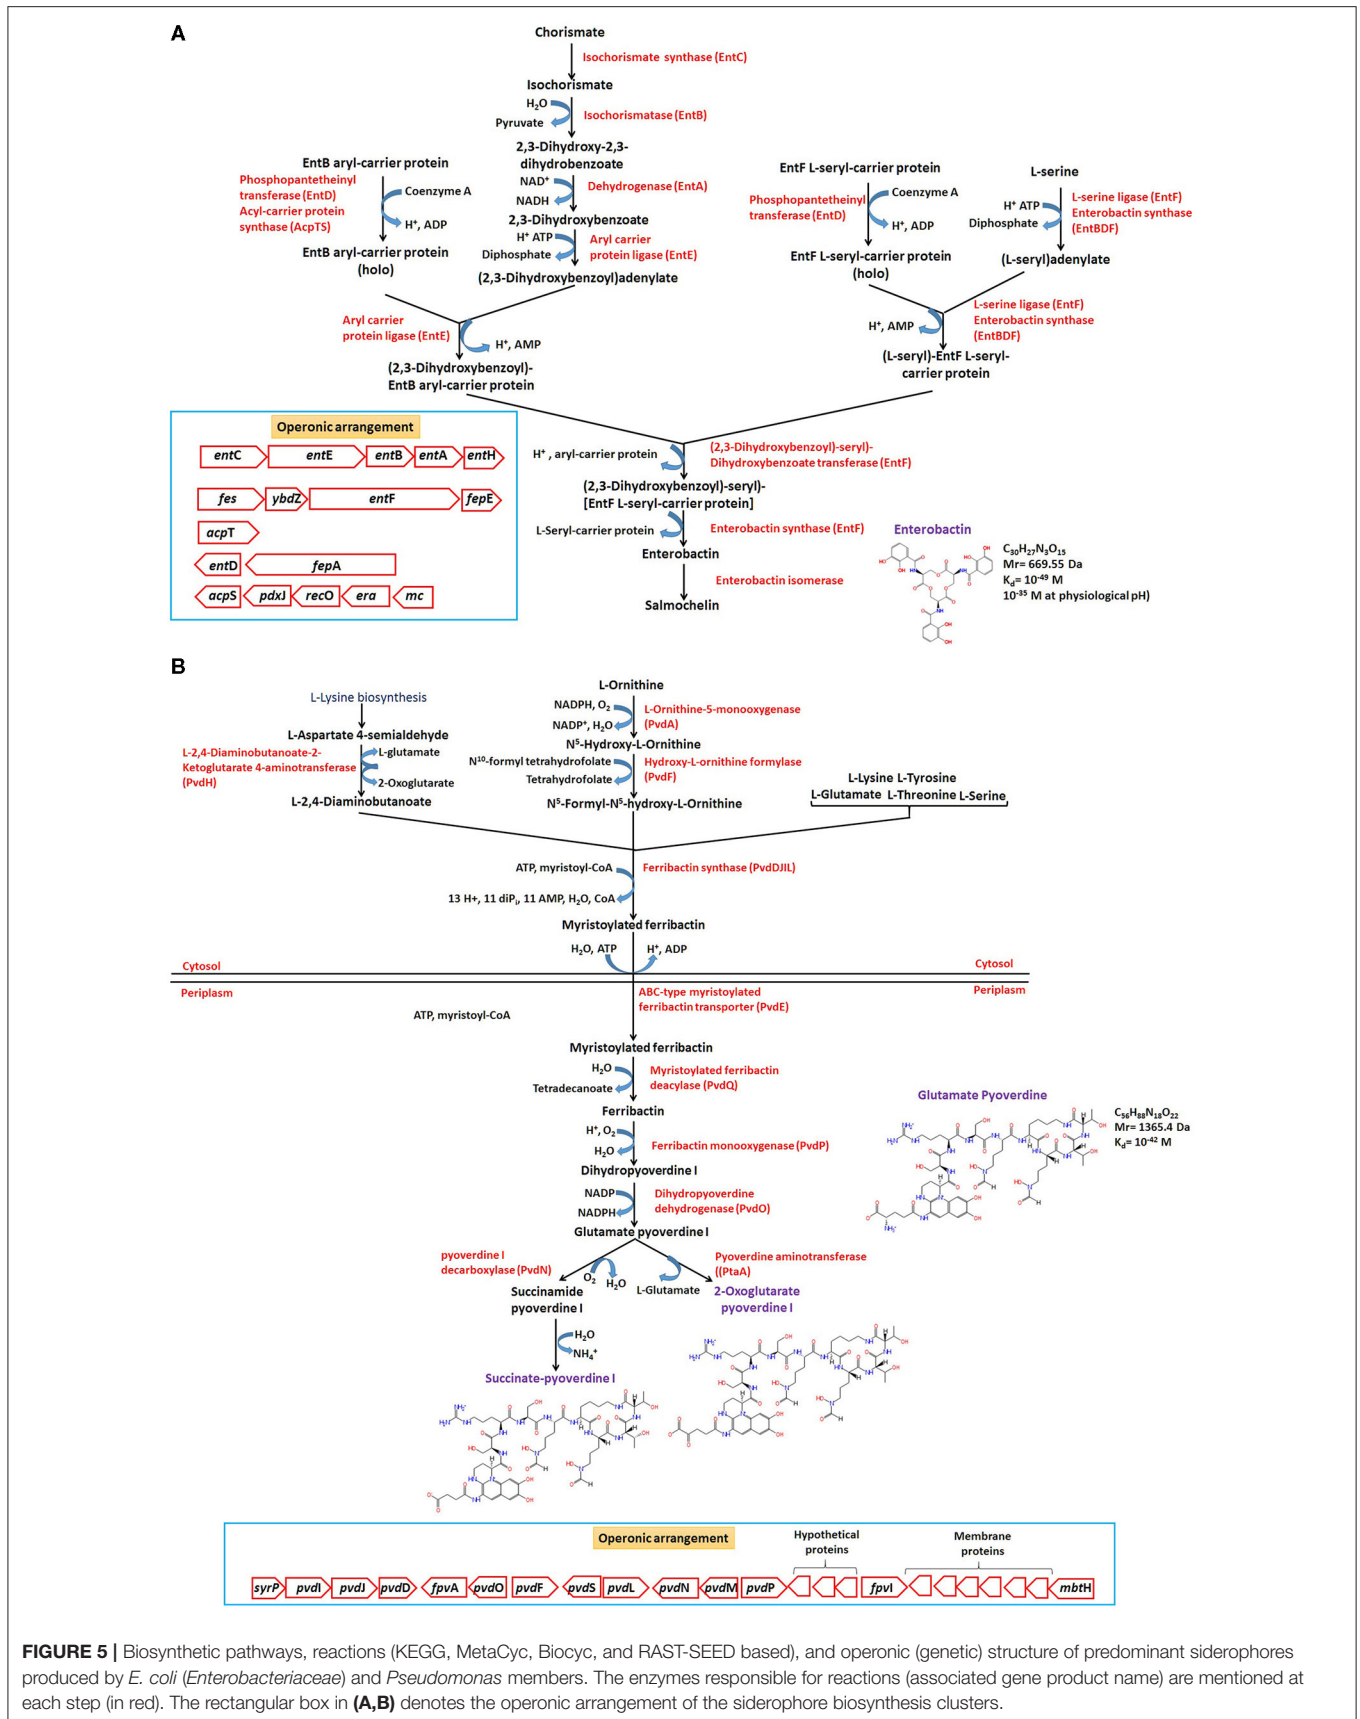 A
Chorismate
Isochorismate synthase (EntC)
Isochorismate
H₂O
Isochorismatase (EntB)
Pyruvate
2,3-Dihydroxy-2,3-
dihydrobenzoate
NAD⁺
Dehydrogenase (EntA)
NADH
2,3-Dihydroxybenzoate
H⁺ ATP
Diphosphate
Aryl carrier
protein ligase (EntE)
(2,3-Dihydroxybenzoyl)adenylate
EntB aryl-carrier protein
Phosphopantetheinyl
transferase (EntD)
Acyl-carrier protein
synthase (AcpTS)
Coenzyme A
H⁺, ADP
EntB aryl-carrier protein
(holo)
EntF L-seryl-carrier protein
Phosphopantetheinyl
transferase (EntD)
Coenzyme A
H⁺, ADP
EntF L-seryl-carrier protein
(holo)
L-serine
H⁺ ATP
Diphosphate
L-serine ligase (EntF)
Enterobactin synthase
(EntBDF)
(L-seryl)adenylate
Aryl carrier
protein ligase (EntE)
H⁺, AMP
(2,3-Dihydroxybenzoyl)-
EntB aryl-carrier protein
H⁺, AMP
L-serine ligase (EntF)
Enterobactin synthase
(EntBDF)
(L-seryl)-EntF L-seryl-
carrier protein
H⁺ , aryl-carrier protein
(2,3-Dihydroxybenzoyl)-seryl)-
Dihydroxybenzoate transferase (EntF)
(2,3-Dihydroxybenzoyl)-seryl)-
[EntF L-seryl-carrier protein]
L-Seryl-carrier protein
Enterobactin synthase (EntF)
Enterobactin
Enterobactin isomerase
Salmochelin
Operonic arrangement
entC entE entB entA entH
fes ybdZ entF fepE
acpT
entD fepA
acpS pdxJ recO era rnc
Enterobactin
C₃₀H₂₇N₃O₁₅
Mr= 669.55 Da
K_d= 10⁻⁴⁹ M
10⁻³⁵ M at physiological pH)
B
L-Lysine biosynthesis
L-Aspartate 4-semialdehyde
L-2,4-Diaminobutanoate-2-
Ketoglutarate 4-aminotransferase
(PvdH)
L-glutamate
2-Oxoglutarate
L-2,4-Diaminobutanoate
L-Ornithine
NADPH, O₂
NADP⁺, H₂O
L-Ornithine-5-monooxygenase
(PvdA)
N⁵-Hydroxy-L-Ornithine
N¹⁰-formyl tetrahydrofolate
Tetrahydrofolate
Hydroxy-L-ornithine formylase
(PvdF)
N⁵-Formyl-N⁵-hydroxy-L-Ornithine
L-Lysine L-Tyrosine
L-Glutamate L-Threonine L-Serine
ATP, myristoyl-CoA
Ferribactin synthase (PvdDJIL)
13 H+, 11 diPᵢ, 11 AMP, H₂O, CoA
Myristoylated ferribactin
H₂O, ATP
H⁺, ADP
Cytosol
Cytosol
Periplasm
Periplasm
ABC-type myristoylated
ferribactin transporter (PvdE)
ATP, myristoyl-CoA
Myristoylated ferribactin
H₂O
Tetradecanoate
Myristoylated ferribactin
deacylase (PvdQ)
Ferribactin
H⁺, O₂
H₂O
Ferribactin monooxygenase (PvdP)
Dihydropyoverdine I
NADP
NADPH
Dihydropyoverdine
dehydrogenase (PvdO)
Glutamate pyoverdine I
pyoverdine I
decarboxylase (PvdN)
O₂
H₂O
L-Glutamate
Pyoverdine aminotransferase
((PtaA)
Succinamide
pyoverdine I
2-Oxoglutarate
pyoverdine I
H₂O
NH₄⁺
Succinate-pyoverdine I
Glutamate Pyoverdine
C₅₆H₈₈N₁₈O₂₂
Mr= 1365.4 Da
K_d= 10⁻⁴² M
Operonic arrangement
Hypothetical
proteins
Membrane
proteins
syrP pvdI pvdJ pvdD fpvA pvdO pvdF pvdS pvdL pvdN pvdM pvdP fpvI mbtH
FIGURE 5 | Biosynthetic pathways, reactions (KEGG, MetaCyc, Biocyc, and RAST-SEED based), and operonic (genetic) structure of predominant siderophores
produced by E. coli (Enterobacteriaceae) and Pseudomonas members. The enzymes responsible for reactions (associated gene product name) are mentioned at
each step (in red). The rectangular box in (A,B) denotes the operonic arrangement of the siderophore biosynthesis clusters.